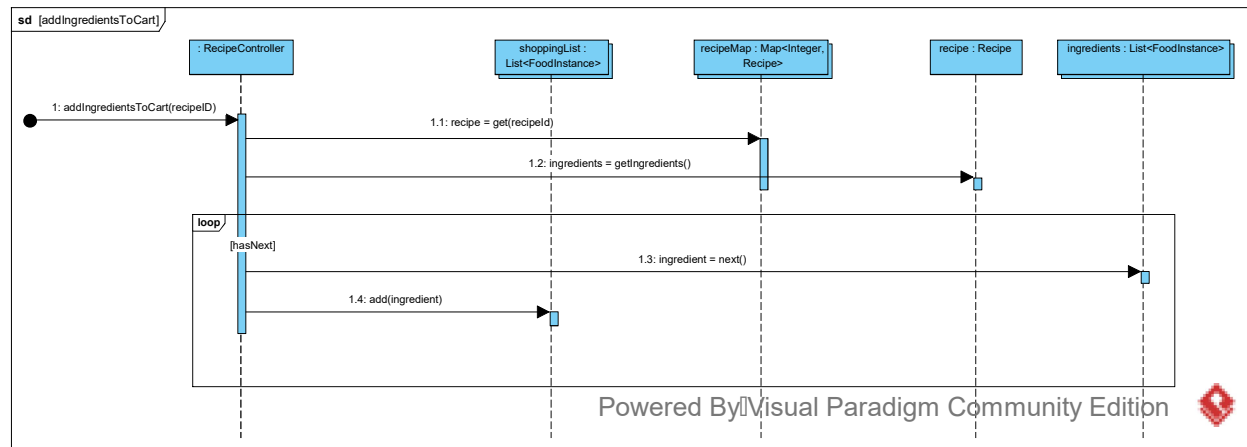 sd [addIngredientsToCart]
: RecipeController
shoppingList :
List<FoodInstance>
recipeMap : Map<Integer,
Recipe>
recipe : Recipe
ingredients : List<FoodInstance>
1: addIngredientsToCart(recipeID)
1.1: recipe = get(recipeId)
1.2: ingredients = getIngredients()
loop
[hasNext]
1.3: ingredient = next()
1.4: add(ingredient)
Powered By▯Visual Paradigm Community Edition